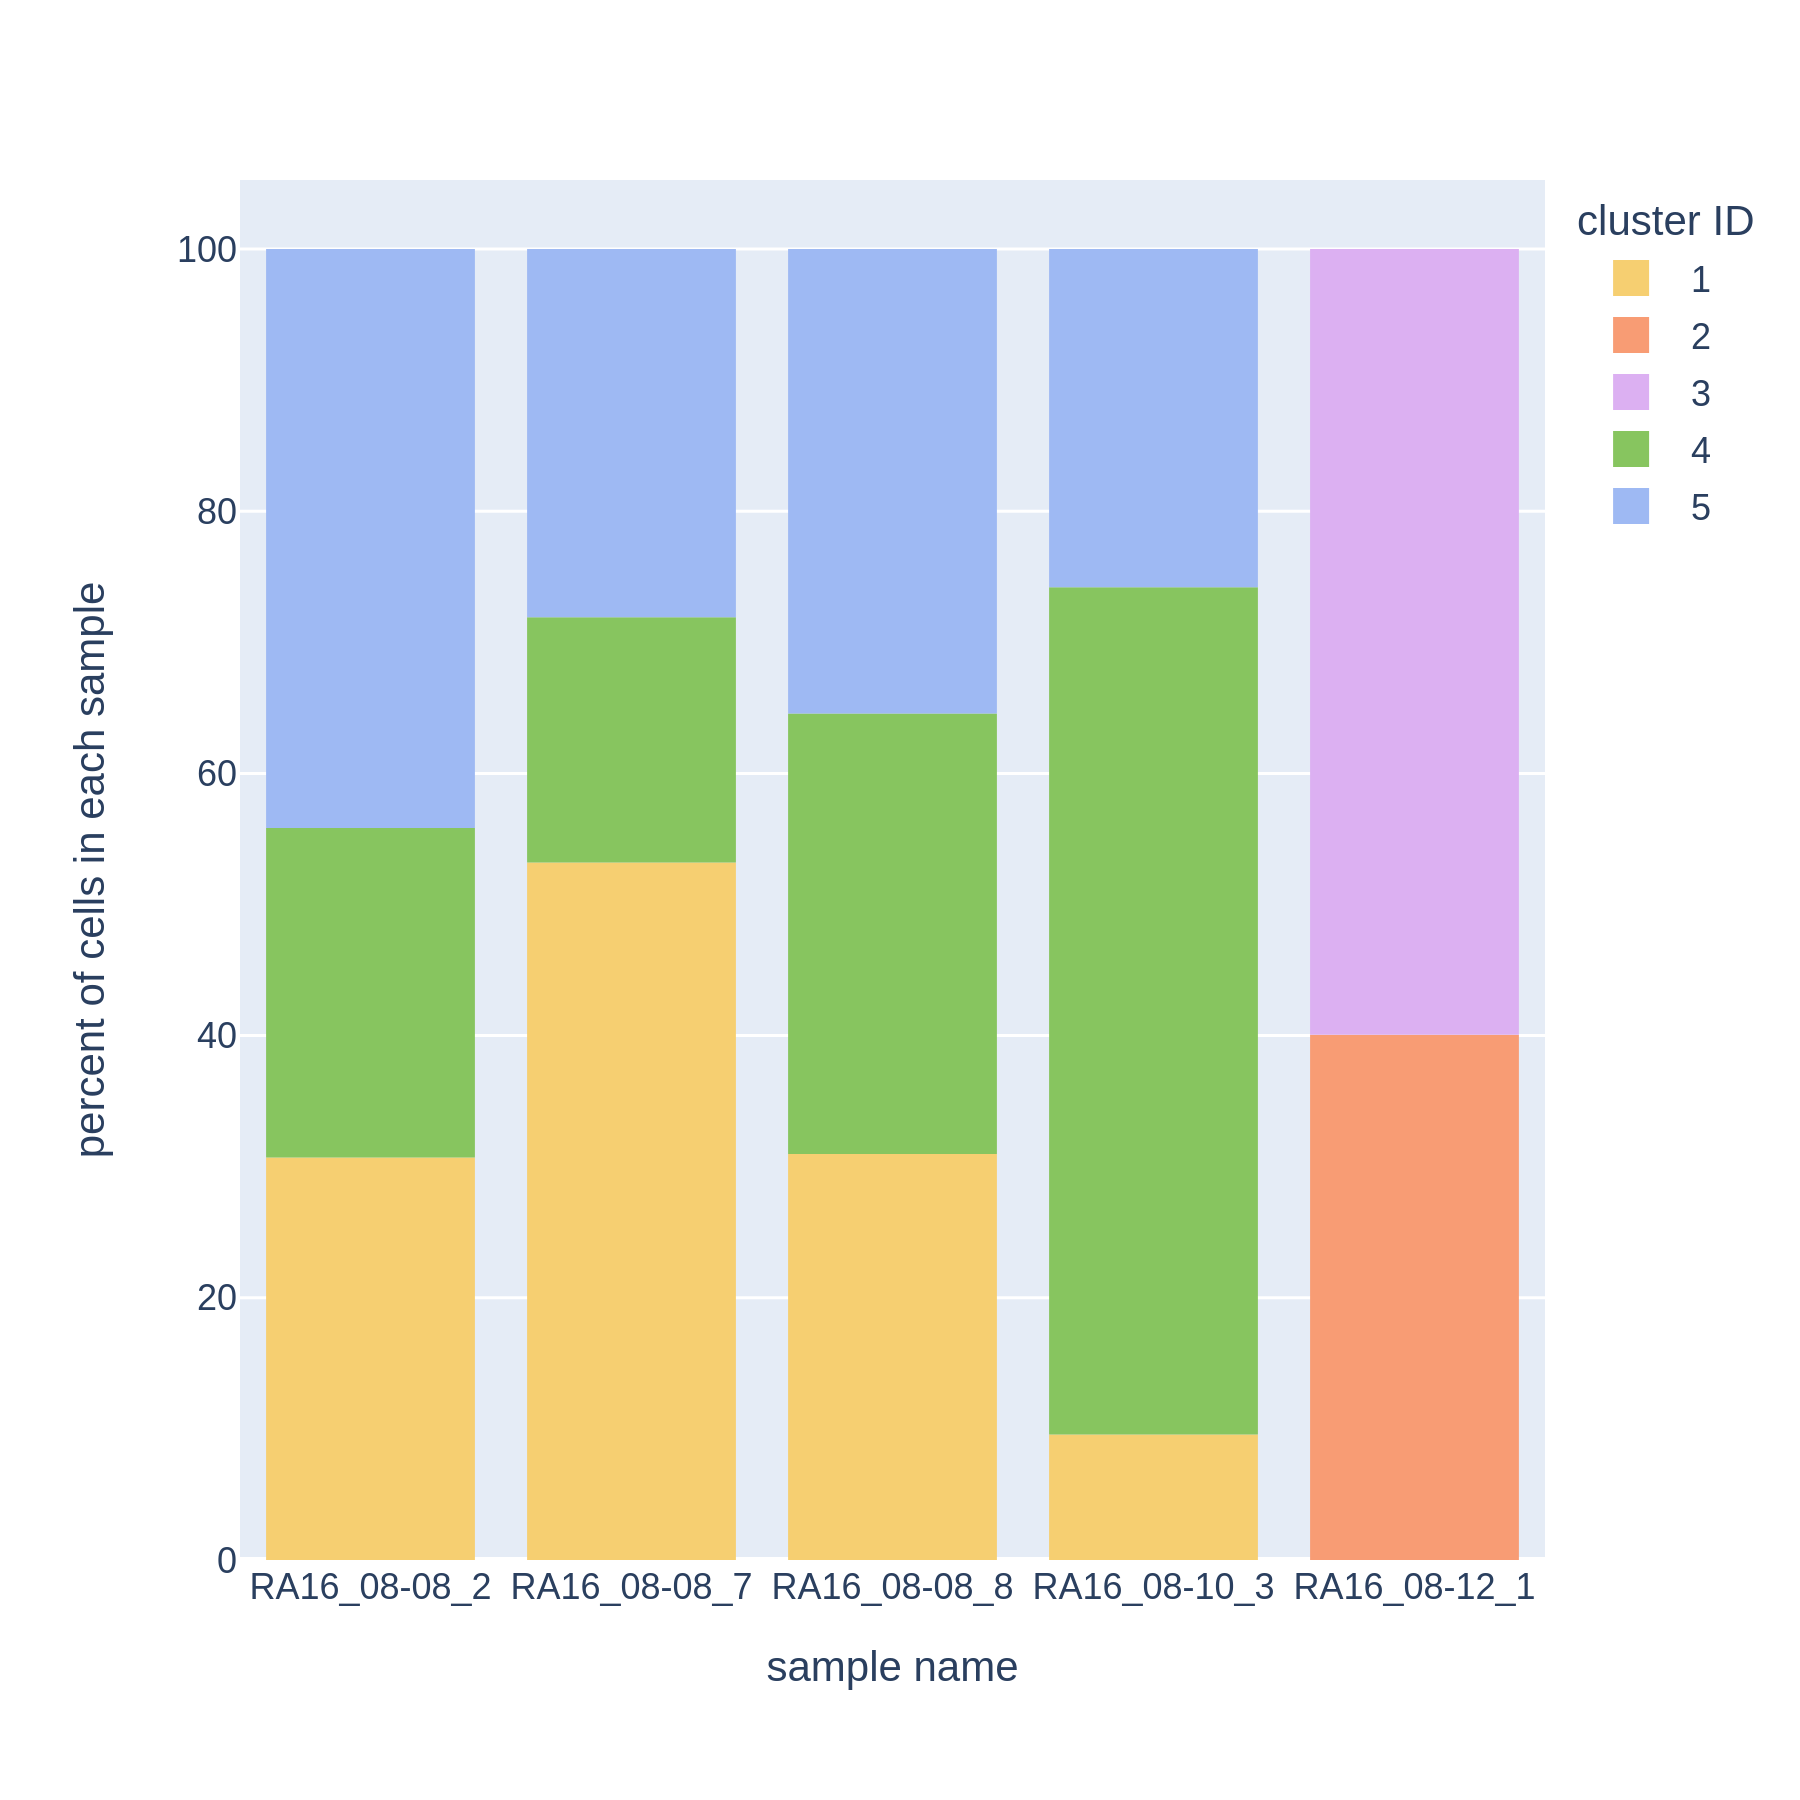 cluster ID
1
2
3
4
5
percent of cells in each sample
100
80
60
40
20
0
RA16_08-08_2 RA16_08-08_7 RA16_08-08_8 RA16_08-10_3 RA16_08-12_1
sample name